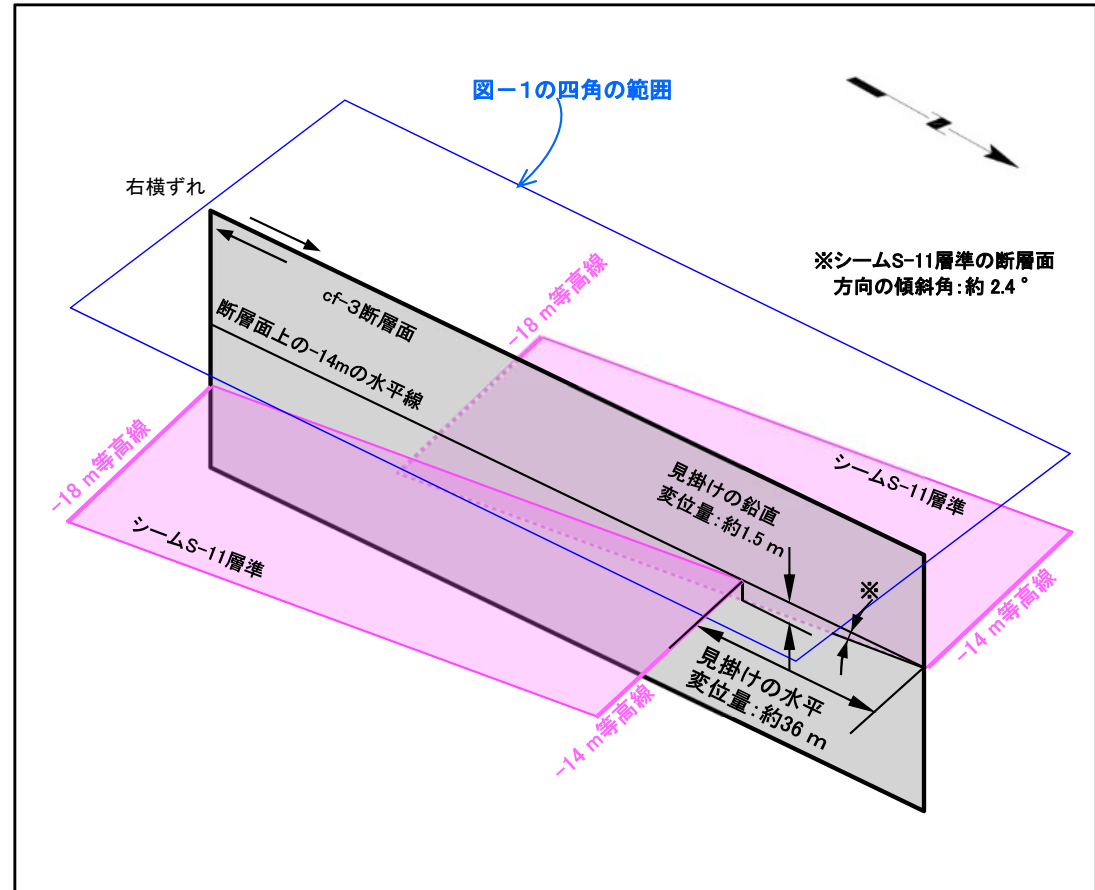 図－1の四角の範囲
右横ずれ
※シームS-11層準の断層面
方向の傾斜角：約 2.4 °
cf-3断層面
-18 m等高線
断層面上の-14mの水平線
-18 m等高線
シームS-11層準
見掛けの鉛直
変位量：約1.5 m
シームS-11層準
※
-14 m等高線
見掛けの水平
変位量：約36 m
-14 m等高線